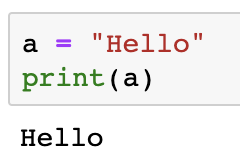 a = "Hello"
print(a)
Hello